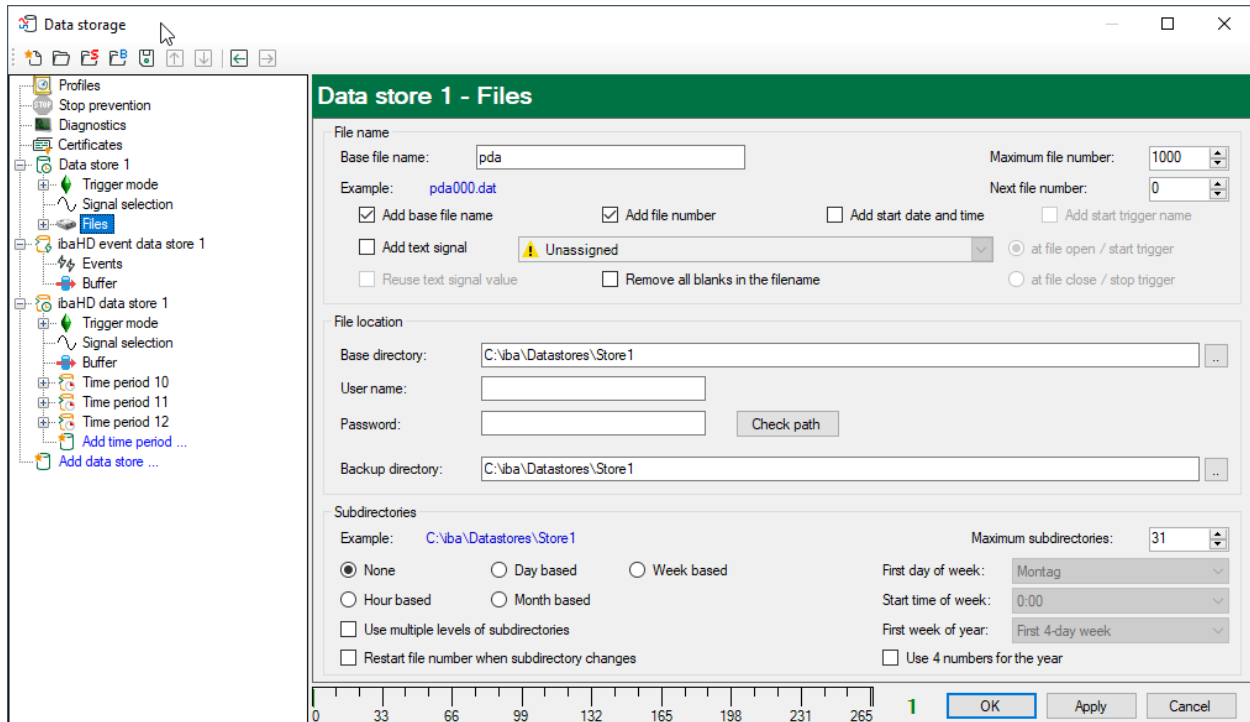 Data storage
Profiles
STOP Stop prevention
Diagnostics
Certificates
Data store 1
Trigger mode
Signal selection
Files
ibaHD event data store 1
Events
Buffer
ibaHD data store 1
Trigger mode
Signal selection
Buffer
Time period 10
Time period 11
Time period 12
Add time period ...
Add data store ...
Data store 1 - Files
File name
Base file name: pda Maximum file number: 1000
Example: pda000.dat Next file number: 0
Add base file name Add file number Add start date and time Add start trigger name
Add text signal Unassigned at file open / start trigger
Reuse text signal value Remove all blanks in the filename at file close / stop trigger
File location
Base directory: C:\iba\Datastores\Store1 ..
User name:
Password: Check path
Backup directory: C:\iba\Datastores\Store1 ..
Subdirectories
Example: C:\iba\Datastores\Store1 Maximum subdirectories: 31
None Day based Week based First day of week: Montag
Hour based Month based Start time of week: 0:00
Use multiple levels of subdirectories First week of year: First 4-day week
Restart file number when subdirectory changes Use 4 numbers for the year
0 33 66 99 132 165 198 231 265 1 OK Apply Cancel